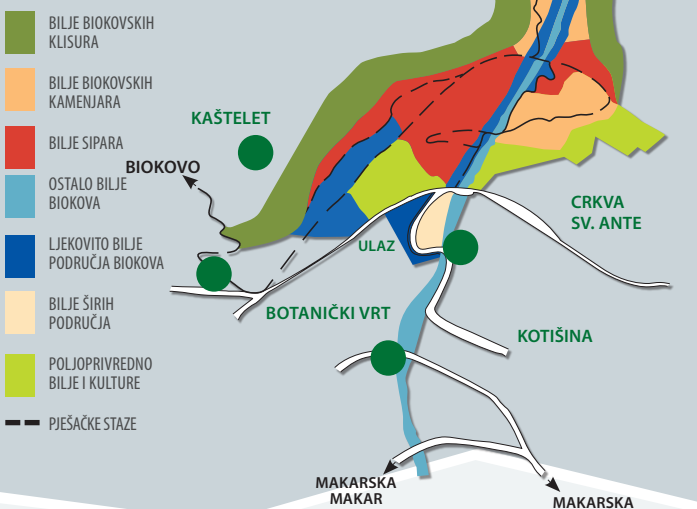 BILJE BIOKOVSKIH
KLISURA
BILJE BIOKOVSKIH
KAMENJARA
BILJE SIPARA
OSTALO BILJE
BIOKOVA
LJEKOVITO BILJE
PODRUČJA BIOKOVA
BILJE ŠIRIH
PODRUČJA
POLJOPRIVREDNO
BILJE I KULTURE
PJEŠAČKE STAZE
KAŠTELET
BIOKOVO
CRKVA
SV. ANTE
ULAZ
BOTANIČKI VRT
KOTIŠINA
MAKARSKA
MAKAR
MAKARSKA